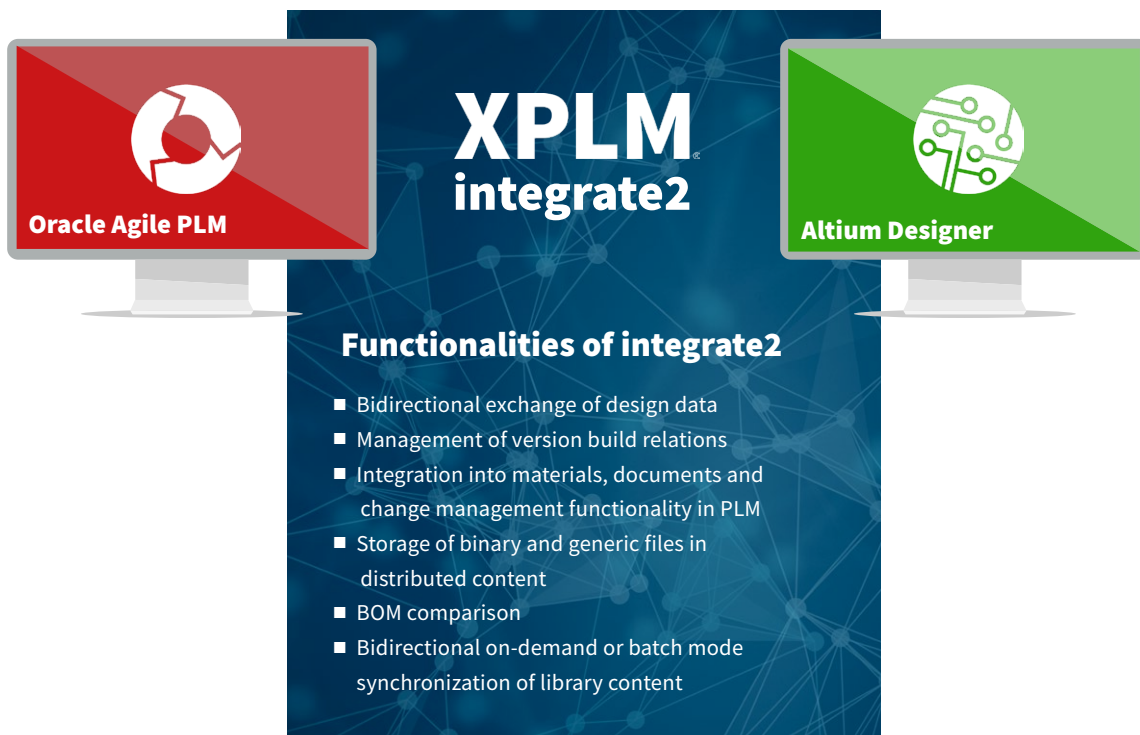 XPLM®
integrate2
Oracle Agile PLM
Altium Designer
Functionalities of integrate2
■ Bidirectional exchange of design data
■ Management of version build relations
■ Integration into materials, documents and
change management functionality in PLM
■ Storage of binary and generic files in
distributed content
■ BOM comparison
■ Bidirectional on-demand or batch mode
synchronization of library content